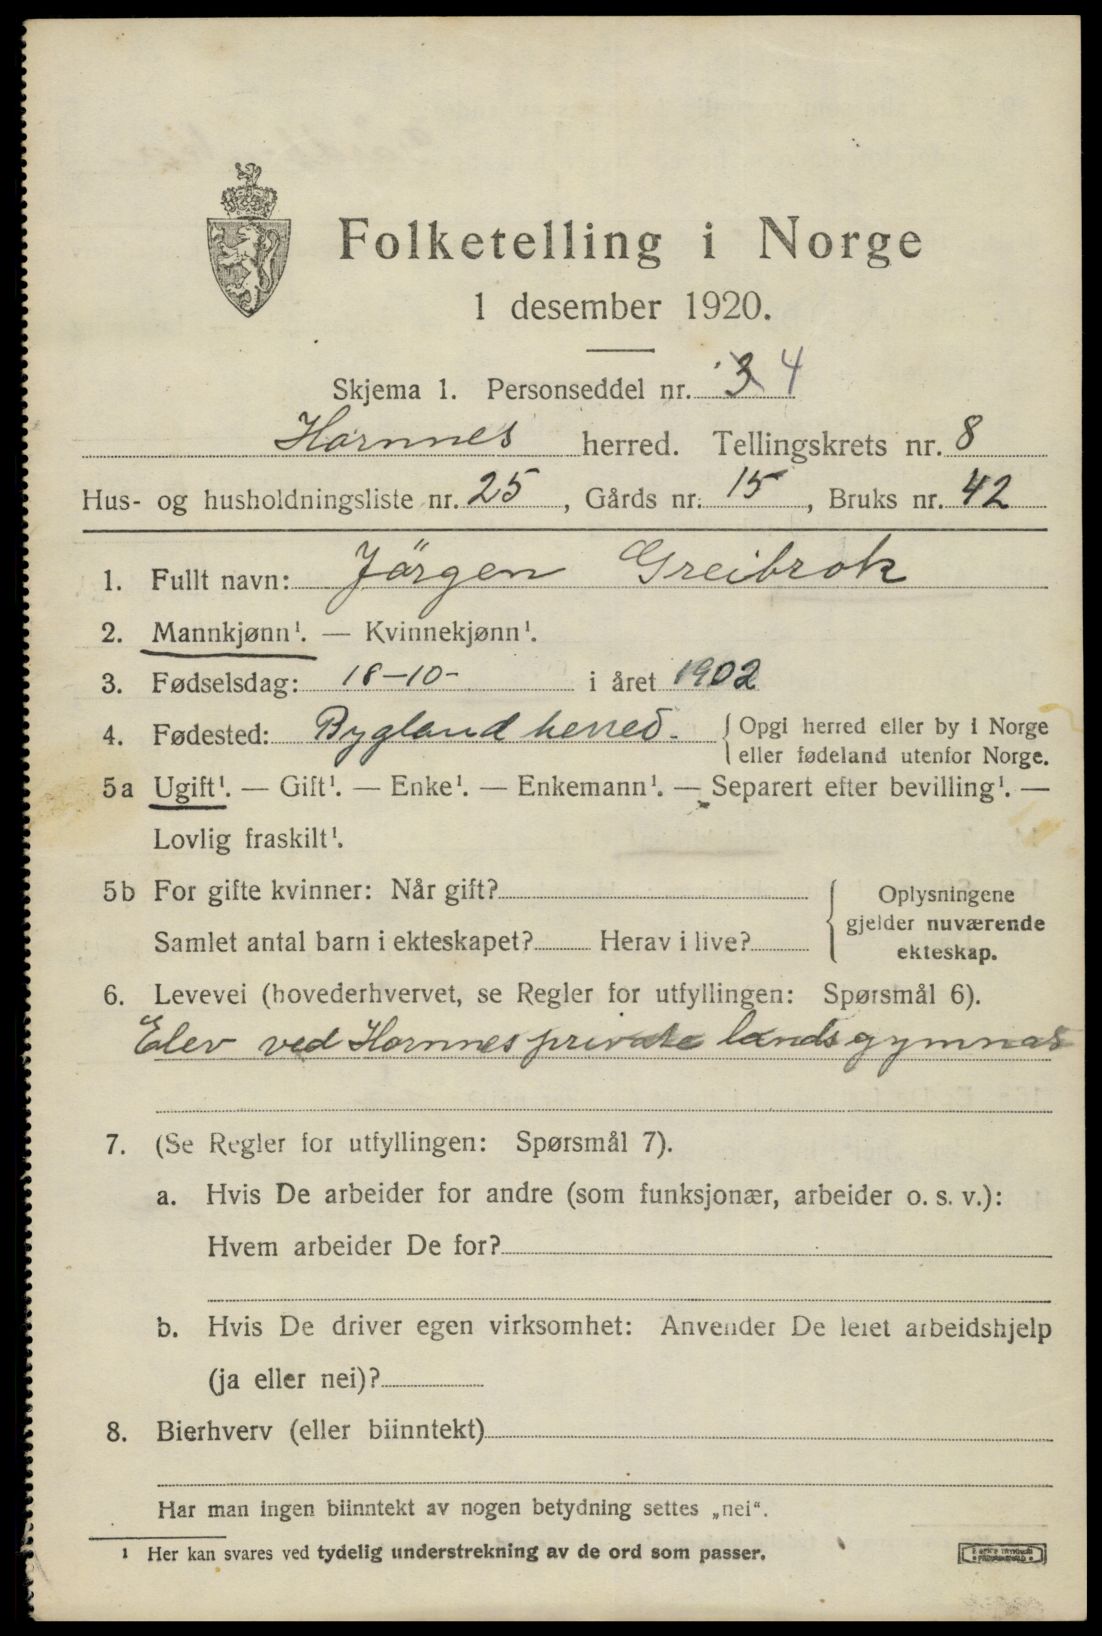 Folketelling i Norge
1 desember 1920.
Skjema 1. Personseddel nr. 3 4
Hornnes herred. Tellingskrets nr. 8
Hus- og husholdningsliste nr. 25, Gårds nr. 15, Bruks nr. 42
1. Fullt navn: Jörgen Greibrok
2. Mannkjønn¹. — Kvinnekjønn¹.
3. Fødselsdag: 18-10- i året 1902
4. Fødested: Bygland herred. { Opgi herred eller by i Norge
eller fødeland utenfor Norge.
5a Ugift¹. — Gift¹. — Enke¹. — Enkemann¹. — Separert efter bevilling¹. —
Lovlig fraskilt¹.
5b For gifte kvinner: Når gift?
Samlet antal barn i ekteskapet? Herav i live?
Oplysningene
gjelder nuværende
ekteskap.
6. Levevei (hovederhvervet, se Regler for utfyllingen: Spørsmål 6).
Elev ved Hornnes private landsgymnas
7. (Se Regler for utfyllingen: Spørsmål 7).
a. Hvis De arbeider for andre (som funksjonær, arbeider o. s. v.):
Hvem arbeider De for?
b. Hvis De driver egen virksomhet: Anvender De leiet arbeidshjelp
(ja eller nei)?
8. Bierhverv (eller biinntekt)
Har man ingen biinntekt av nogen betydning settes „nei“.
¹ Her kan svares ved tydelig understrekning av de ord som passer.